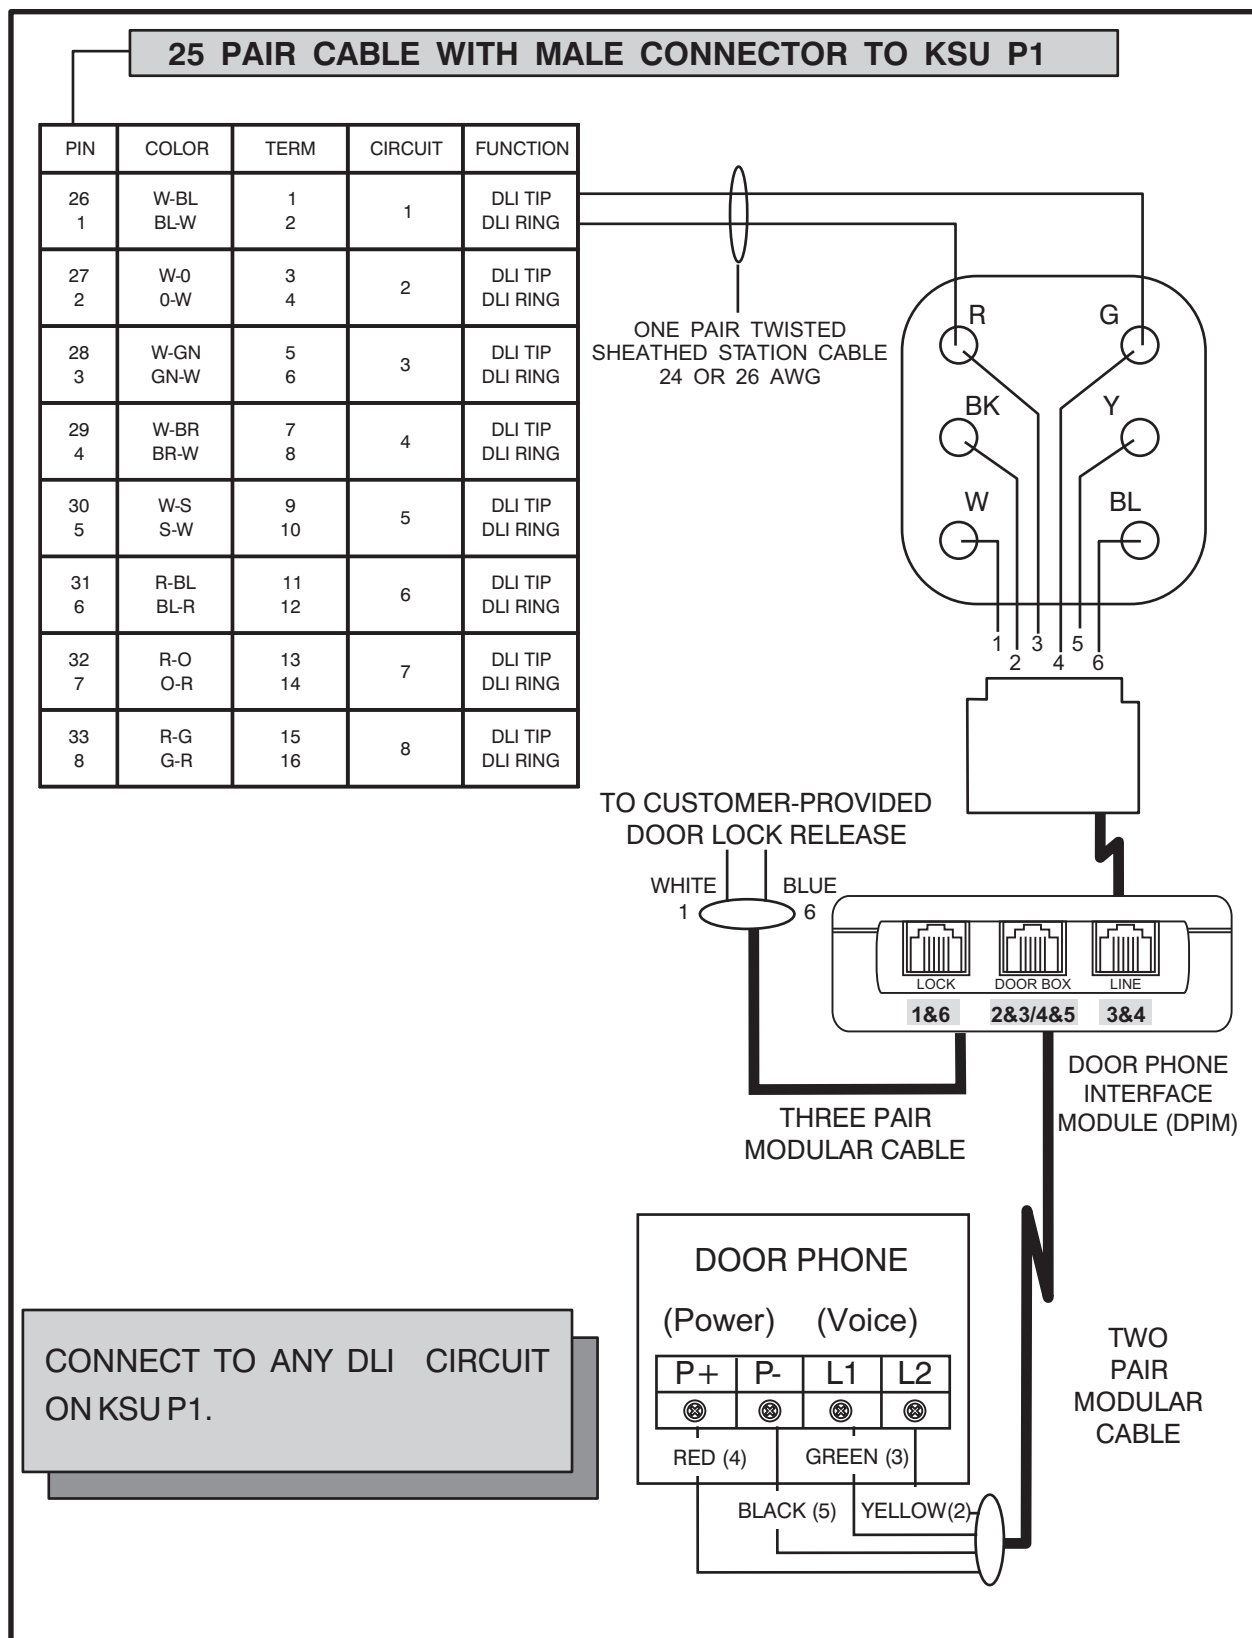 25 PAIR CABLE WITH MALE CONNECTOR TO KSU P1
PIN COLOR TERM CIRCUIT FUNCTION
26 W-BL 1 DLI TIP
1
1 BL-W 2 DLI RING
27 W-0 3 DLI TIP
2
2 0-W 4 DLI RING
28 W-GN 5 DLI TIP
3
3 GN-W 6 DLI RING
29 W-BR 7 DLI TIP
4
4 BR-W 8 DLI RING
30 W-S 9 DLI TIP
5
5 S-W 10 DLI RING
31 R-BL 11 DLI TIP
6
6 BL-R 12 DLI RING
32 R-O 13 DLI TIP
7
7 O-R 14 DLI RING
33 R-G 15 DLI TIP
8
8 G-R 16 DLI RING
ONE PAIR TWISTED
SHEATHED STATION CABLE
24 OR 26 AWG
R G
BK Y
W BL
1 2 3 4 5 6
TO CUSTOMER-PROVIDED
DOOR LOCK RELEASE
WHITE BLUE
1 6
LOCK DOOR BOX LINE
1&6 2&3/4&5 3&4
DOOR PHONE
INTERFACE
MODULE (DPIM)
THREE PAIR
MODULAR CABLE
DOOR PHONE
(Power) (Voice)
P+ P- L1 L2
RED (4) GREEN (3)
BLACK (5) YELLOW(2)
TWO
PAIR
MODULAR
CABLE
CONNECT TO ANY DLI CIRCUIT
ON KSU P1.